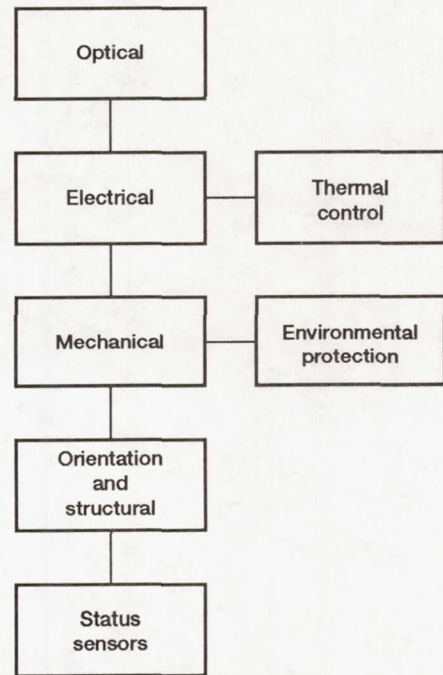 Optical
Electrical
Thermal
control
Mechanical
Environmental
protection
Orientation
and
structural
Status
sensors